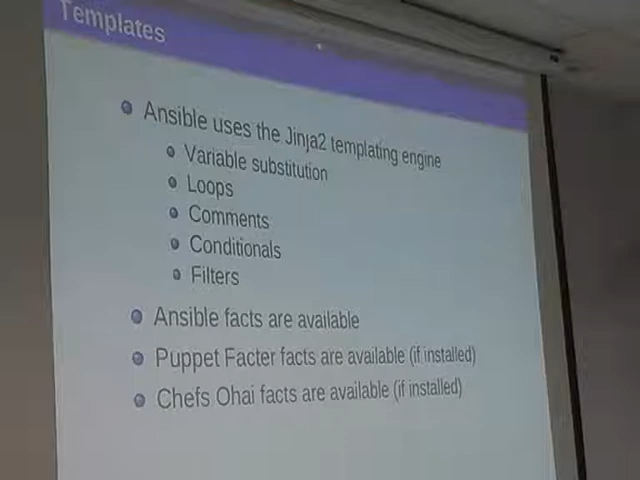 Templates
Ansible uses the Jinja2 templating engine
Variable substitution
Loops
Comments
Conditionals
Filters
Ansible facts are available
Puppet Facter facts are available (if installed)
Chefs Ohai facts are available (if installed)